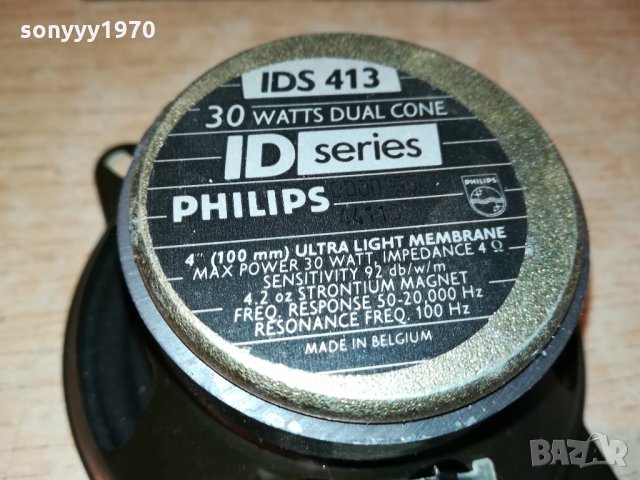 sonyyy1970
IDS 413
30 WATTS DUAL CONE
ID series
PHILIPS
PHILIPS
4" (100 mm) ULTRA LIGHT MEMBRANE
MAX POWER 30 WATT, IMPEDANCE 4 Ω
SENSITIVITY 92 db/w/m
4.2 oz STRONTIUM MAGNET
FREQ. RESPONSE 50-20,000 Hz
RESONANCE FREQ. 100 Hz
MADE IN BELGIUM
BAZAR